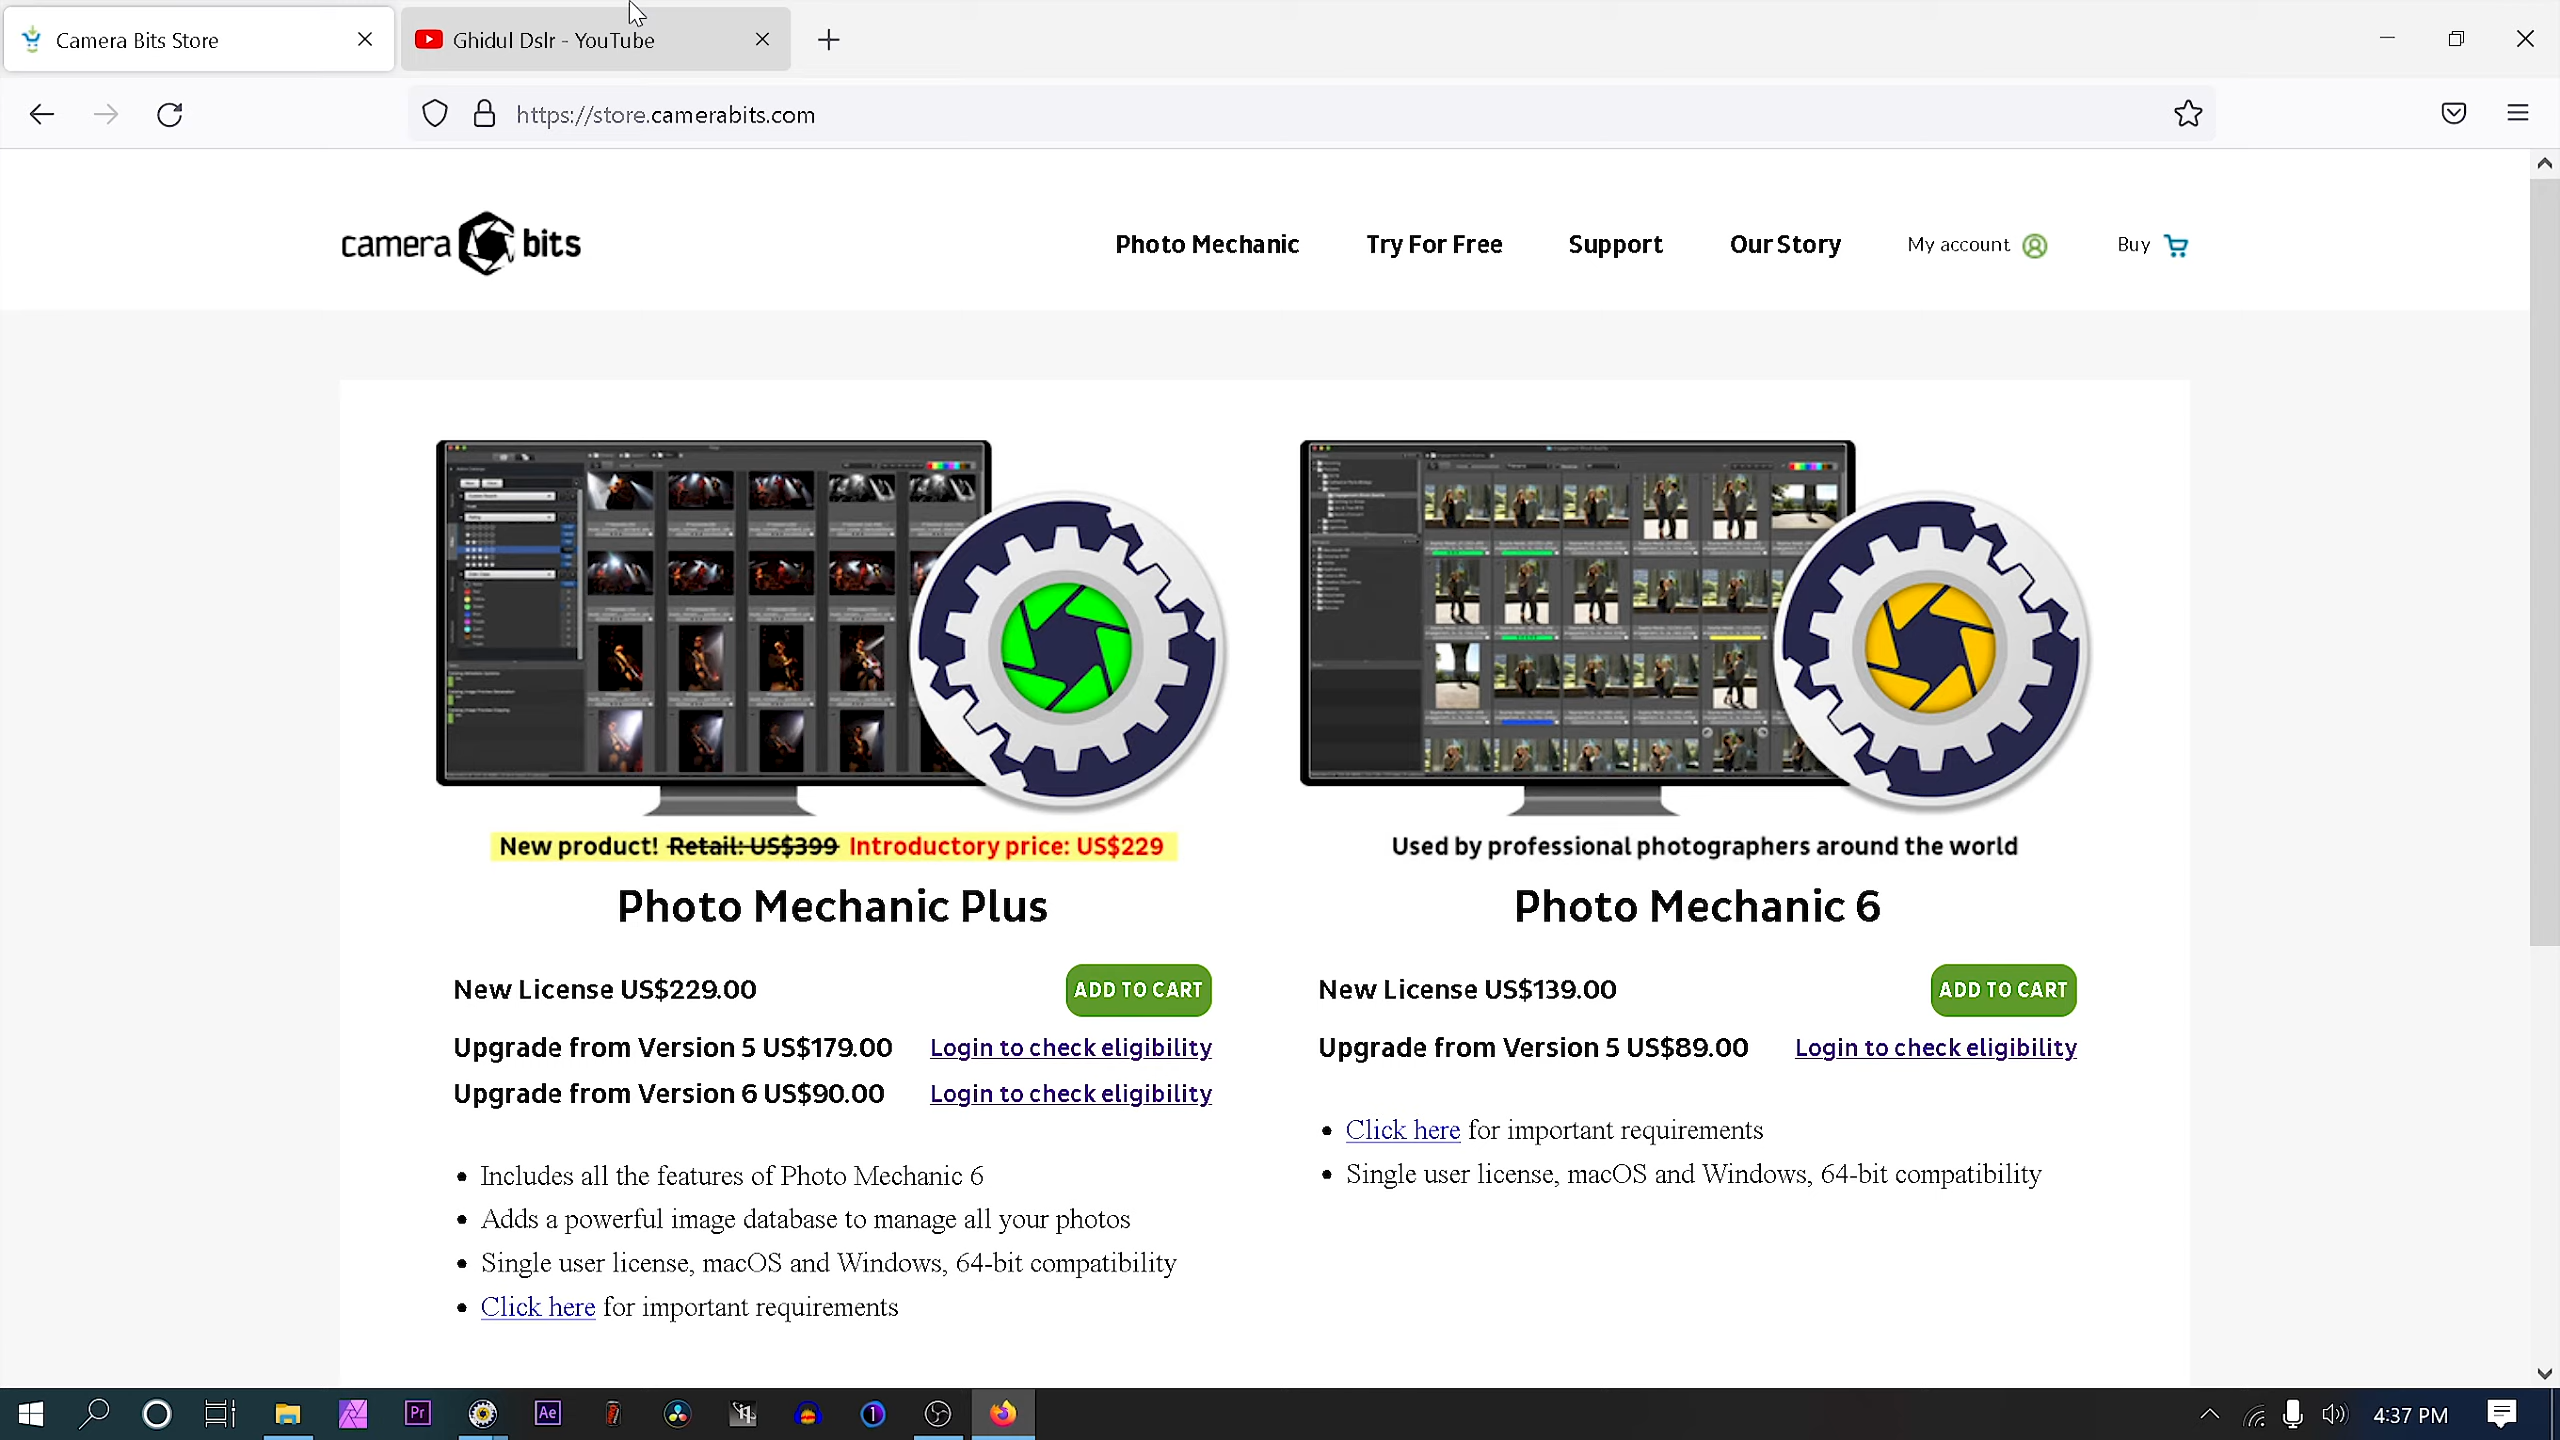 Camera Bits Store
Ghidul Dslr - YouTube
https://store.camerabits.com
camera bits
Photo Mechanic
Try For Free
Support
Our Story
My account
Buy
New product! Retail: US$399 Introductory price: US$229
Photo Mechanic Plus
New License US$229.00
ADD TO CART
Upgrade from Version 5 US$179.00
Login to check eligibility
Upgrade from Version 6 US$90.00
Login to check eligibility
Includes all the features of Photo Mechanic 6
Adds a powerful image database to manage all your photos
Single user license, macOS and Windows, 64-bit compatibility
Click here for important requirements
Used by professional photographers around the world
Photo Mechanic 6
New License US$139.00
ADD TO CART
Upgrade from Version 5 US$89.00
Login to check eligibility
Click here for important requirements
Single user license, macOS and Windows, 64-bit compatibility
Pr
Ae
4:37 PM